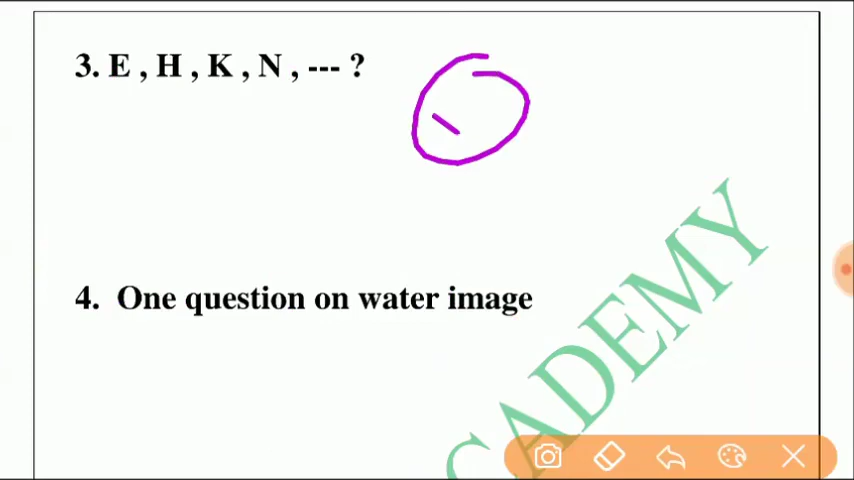 3. E , H , K , N , --- ?
4. One question on water image
CADEMY